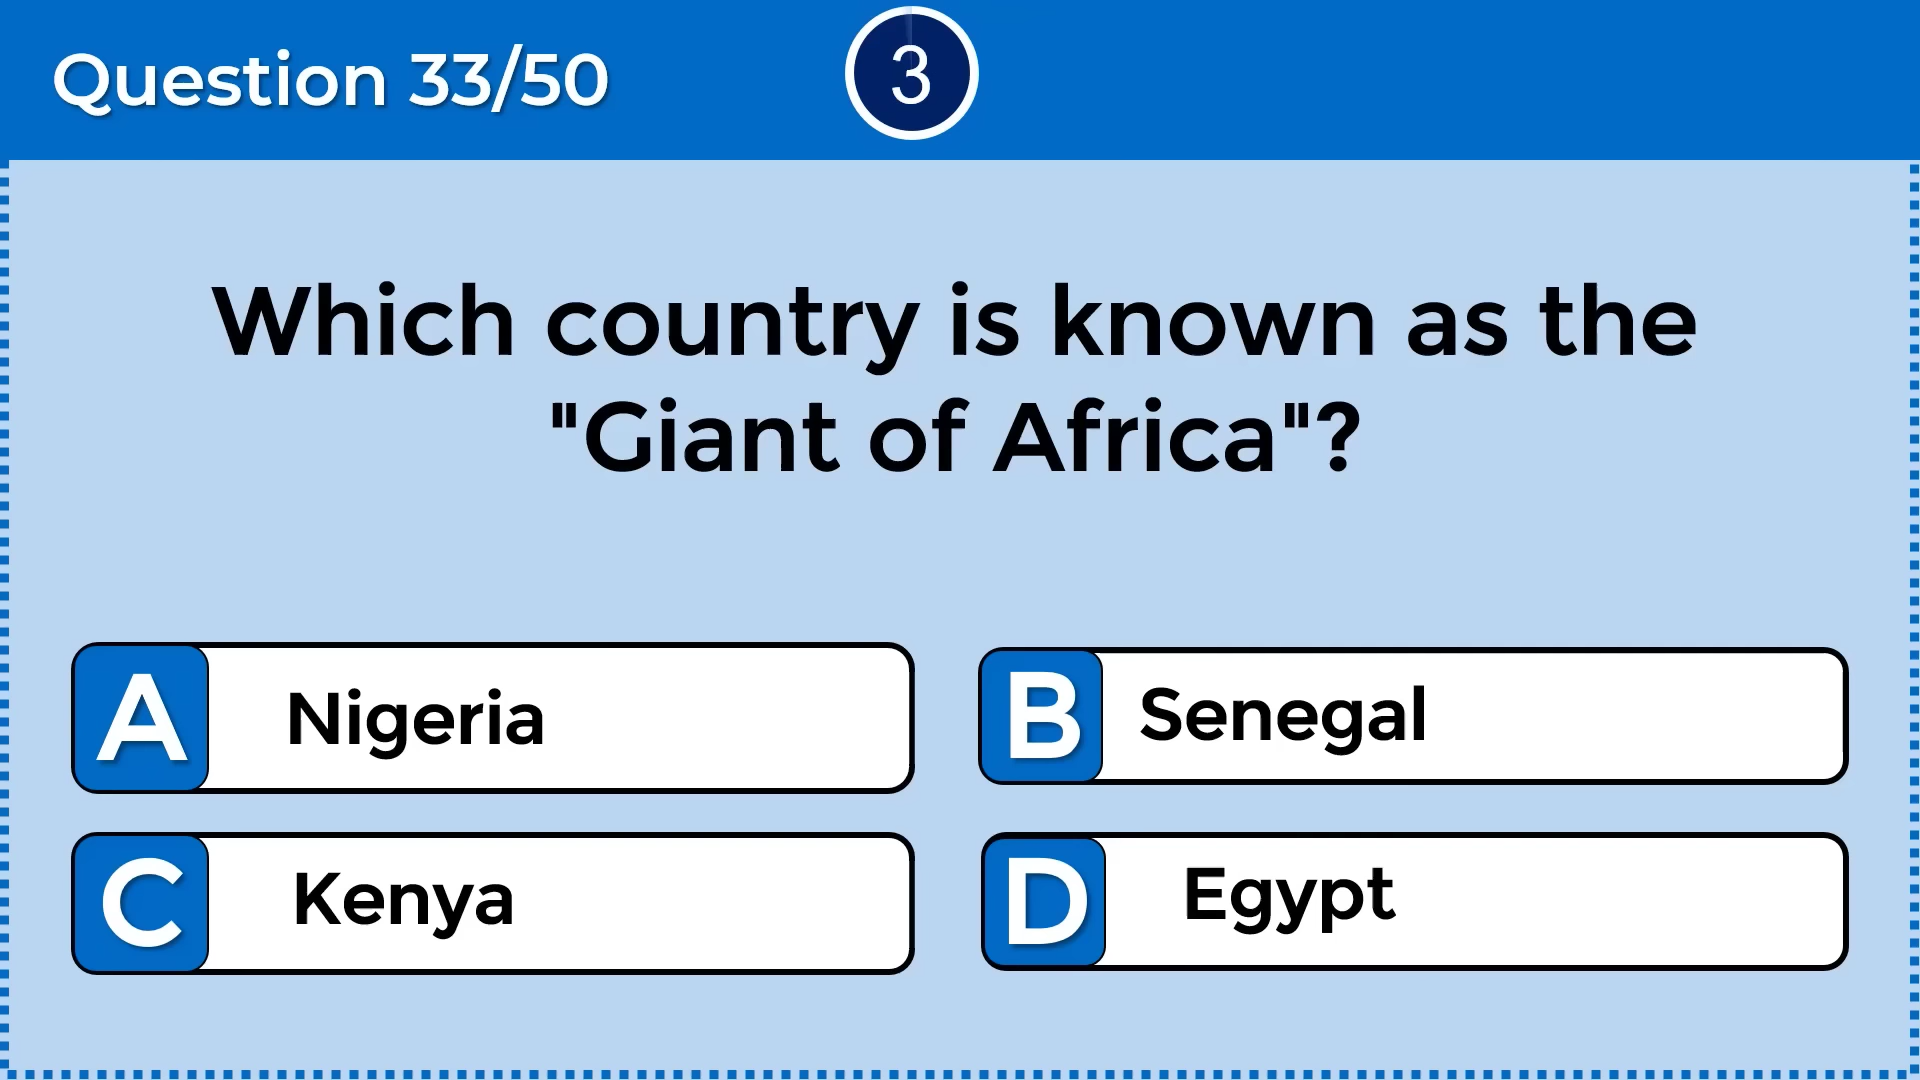 Question 33/50
3
Which country is known as the
"Giant of Africa"?
A Nigeria
B Senegal
C Kenya
D Egypt